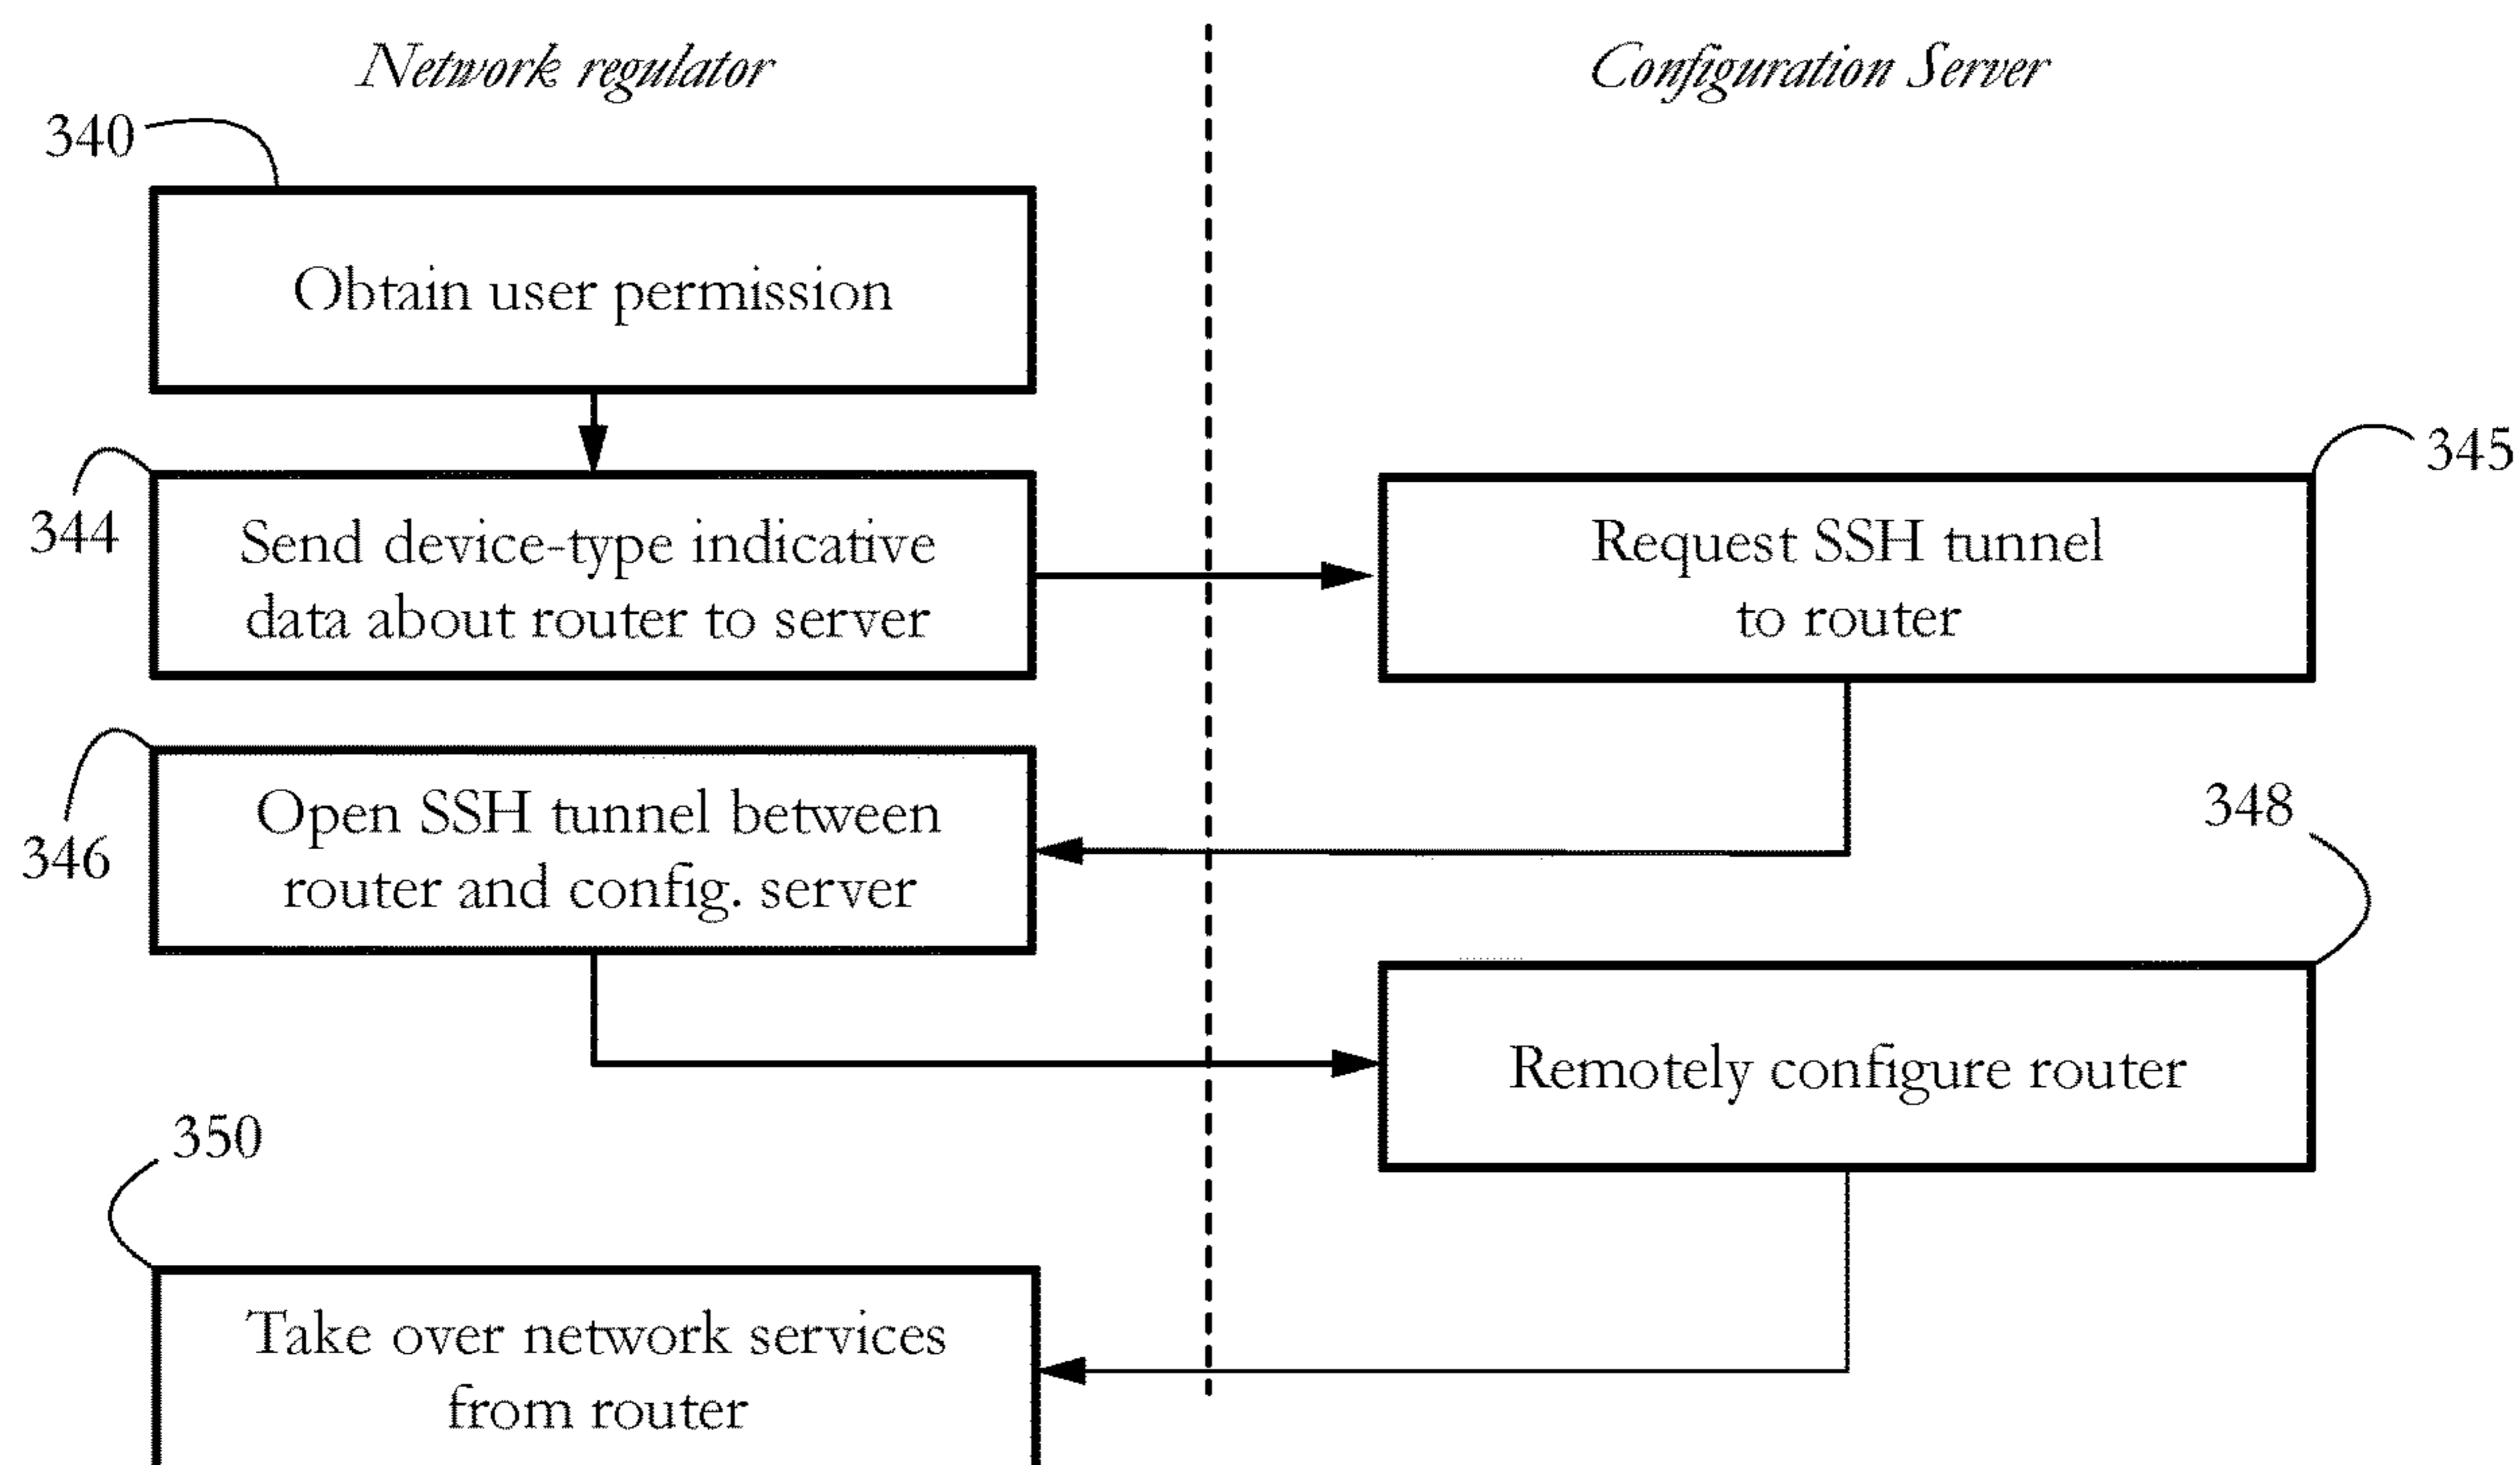 Network regulator
Configuration Server
340
Obtain user permission
344
Send device-type indicative
data about router to server
345
Request SSH tunnel
to router
346
Open SSH tunnel between
router and config. server
348
Remotely configure router
350
Take over network services
from router